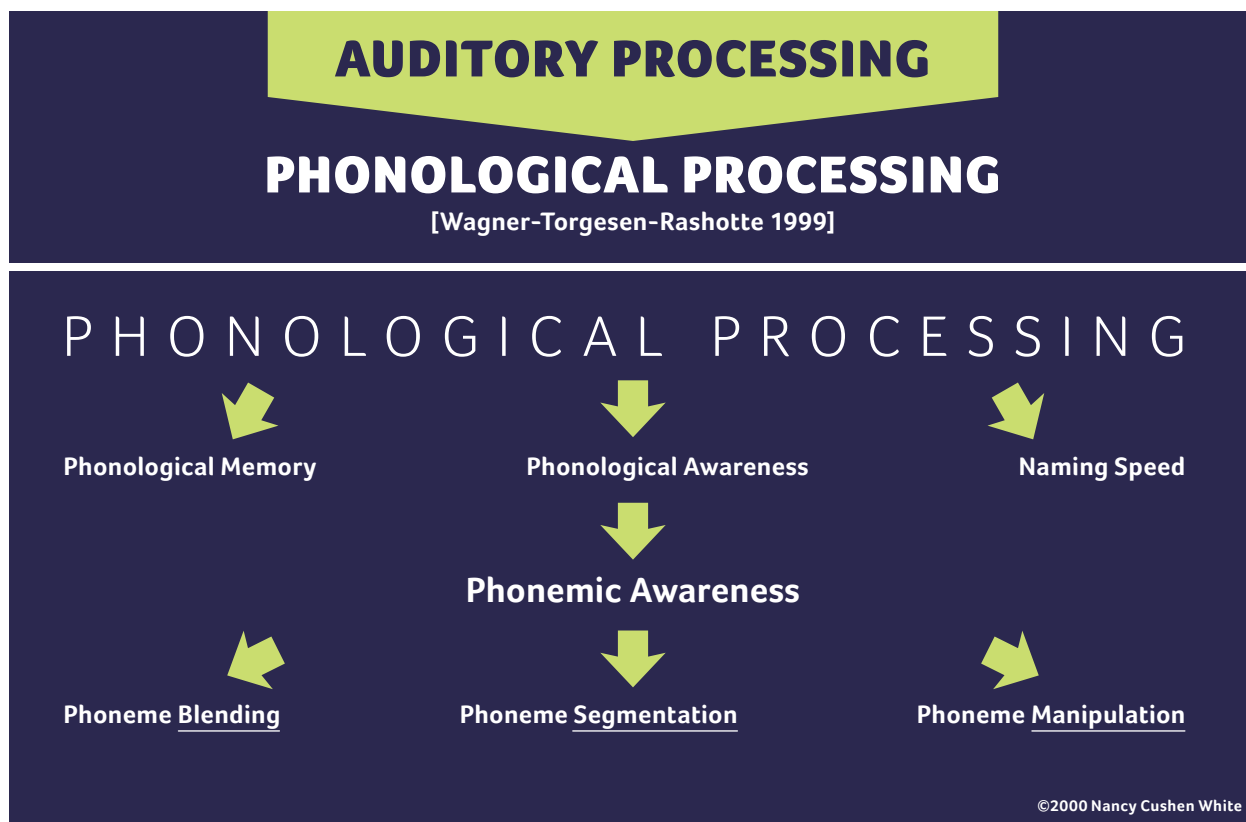 AUDITORY PROCESSING
PHONOLOGICAL PROCESSING
[Wagner-Torgesen-Rashotte 1999]
PHONOLOGICAL PROCESSING
Phonological Memory
Phonological Awareness
Naming Speed
Phonemic Awareness
Phoneme Blending
Phoneme Segmentation
Phoneme Manipulation
©2000 Nancy Cushen White